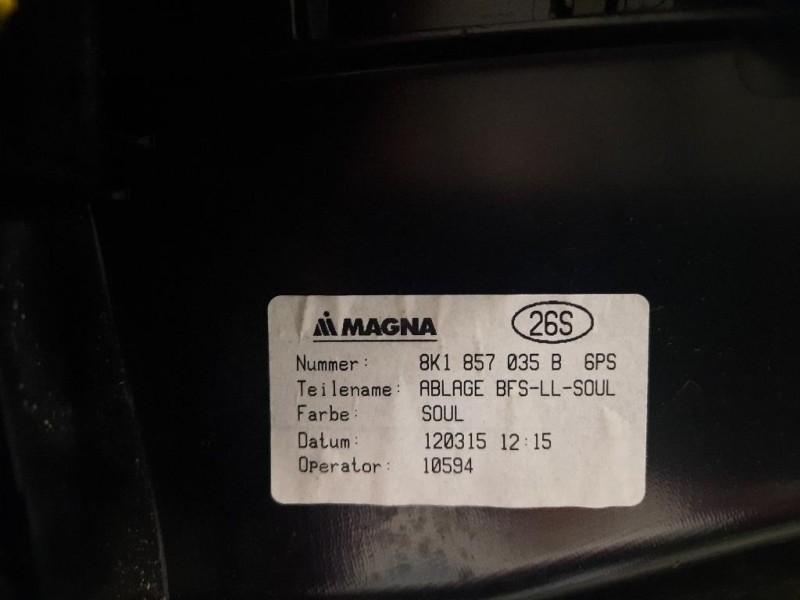 MAGNA 26S
Nummer: 8K1 857 035 B 6PS
Teilename: ABLAGE BFS-LL-SOUL
Farbe: SOUL
Datum: 120315 12:15
Operator: 10594